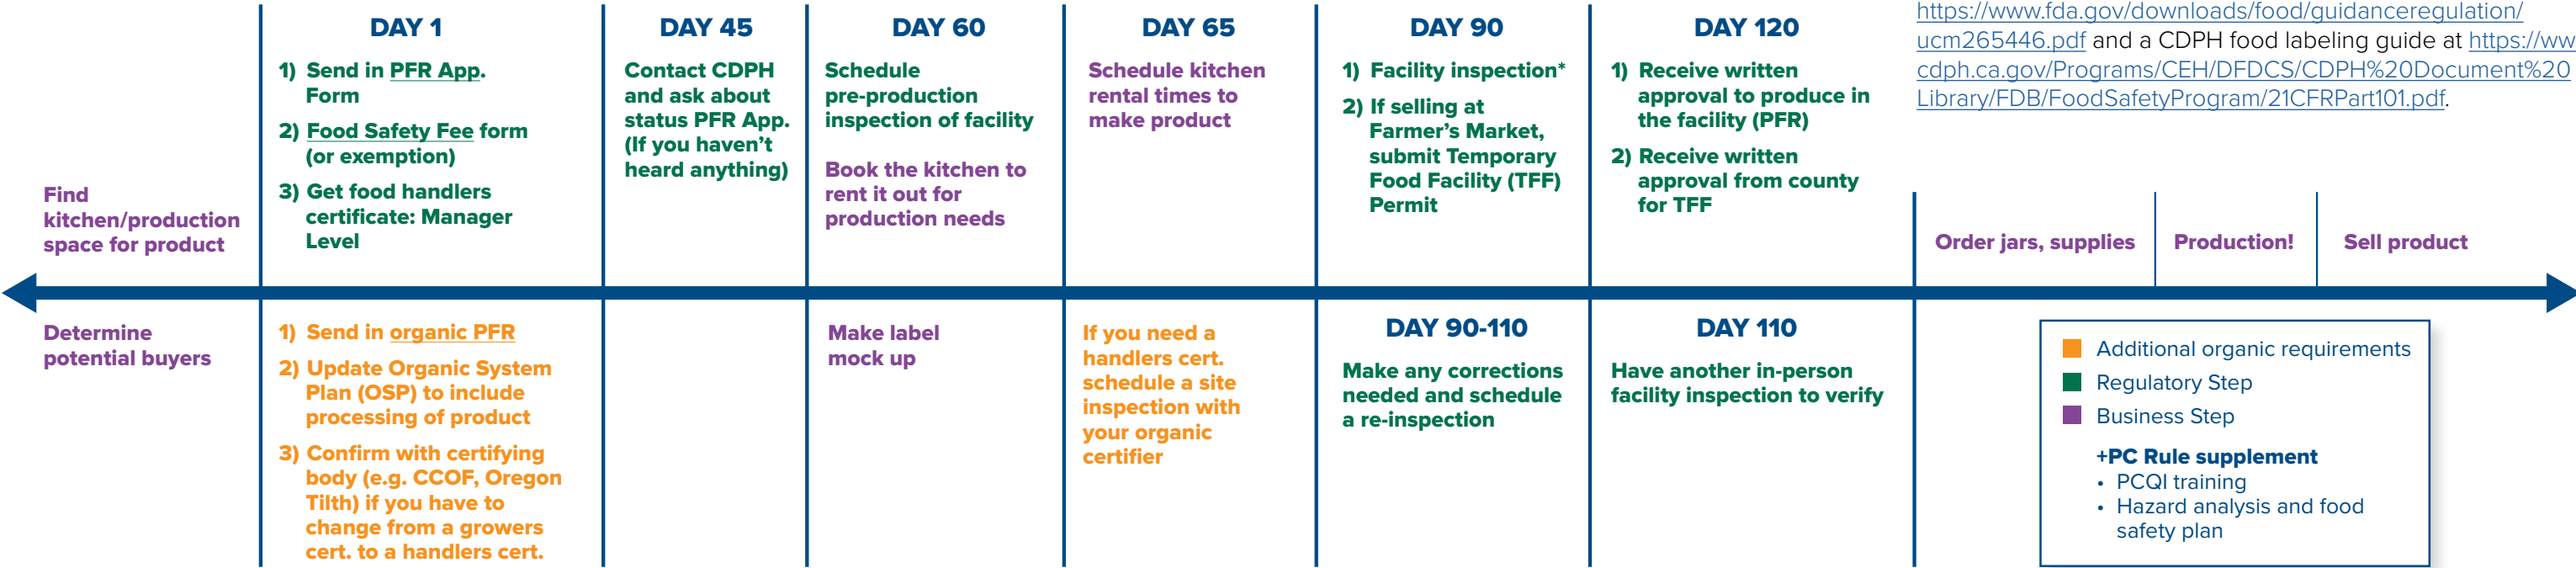 Find
kitchen/production
space for product
DAY 1
1) Send in PFR App.
Form
2) Food Safety Fee form
(or exemption)
3) Get food handlers
certificate: Manager
Level
DAY 45
Contact CDPH
and ask about
status PFR App.
(If you haven’t
heard anything)
DAY 60
Schedule
pre-production
inspection of facility
Book the kitchen to
rent it out for
production needs
DAY 65
Schedule kitchen
rental times to
make product
DAY 90
1) Facility inspection*
2) If selling at
Farmer’s Market,
submit Temporary
Food Facility (TFF)
Permit
DAY 120
1) Receive written
approval to produce in
the facility (PFR)
2) Receive written
approval from county
for TFF
https://www.fda.gov/downloads/food/guidanceregulation/
ucm265446.pdf and a CDPH food labeling guide at https://ww
cdph.ca.gov/Programs/CEH/DFDCS/CDPH%20Document%20
Library/FDB/FoodSafetyProgram/21CFRPart101.pdf.
Order jars, supplies
Production!
Sell product
Determine
potential buyers
1) Send in organic PFR
2) Update Organic System
Plan (OSP) to include
processing of product
3) Confirm with certifying
body (e.g. CCOF, Oregon
Tilth) if you have to
change from a growers
cert. to a handlers cert.
Make label
mock up
If you need a
handlers cert.
schedule a site
inspection with
your organic
certifier
DAY 90-110
Make any corrections
needed and schedule
a re-inspection
DAY 110
Have another in-person
facility inspection to verify
Additional organic requirements
Regulatory Step
Business Step
+PC Rule supplement
• PCQI training
• Hazard analysis and food
safety plan